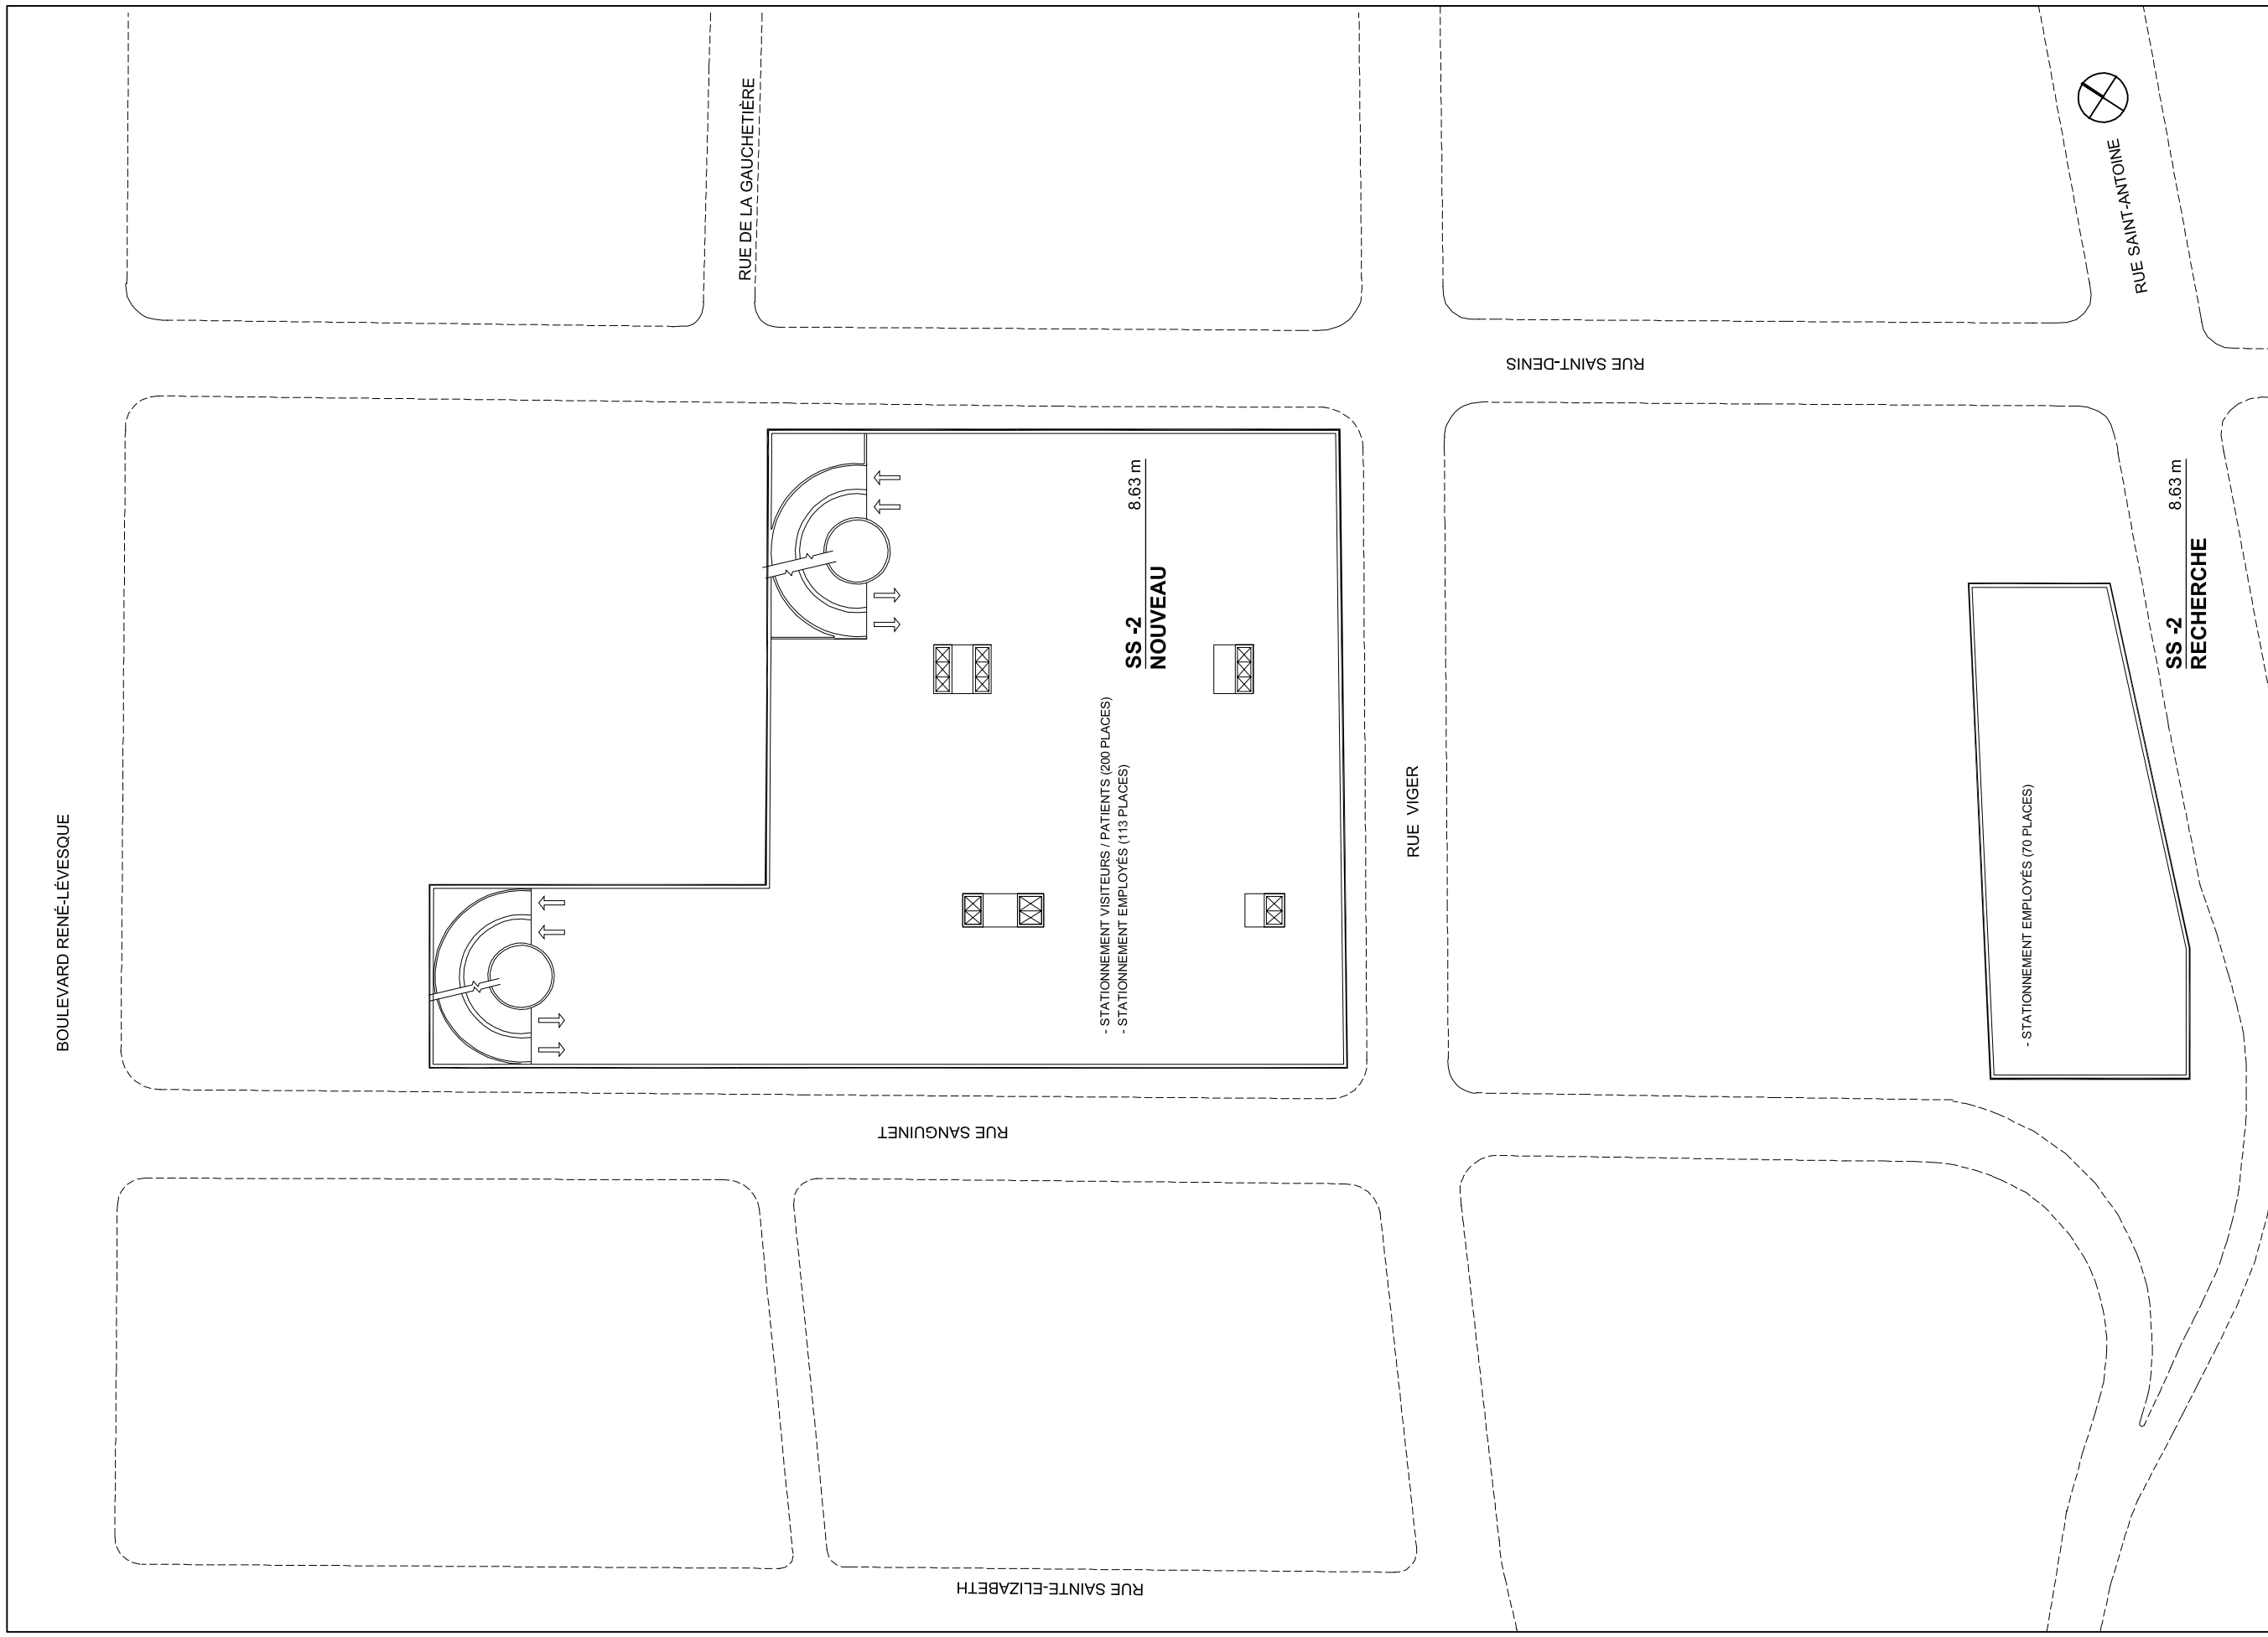 BOULEVARD RENÉ-LÉVESQUE
RUE DE LA GAUCHETIÈRE
RUE SAINT-ANTOINE
RUE SAINT-DENIS
SS -2 8.63 m
NOUVEAU
- STATIONNEMENT VISITEURS / PATIENTS (200 PLACES)
- STATIONNEMENT EMPLOYÉS (113 PLACES)
RUE VIGER
SS -2 8.63 m
RECHERCHE
- STATIONNEMENT EMPLOYÉS (70 PLACES)
RUE SANGUINET
RUE SAINTE-ELIZABETH